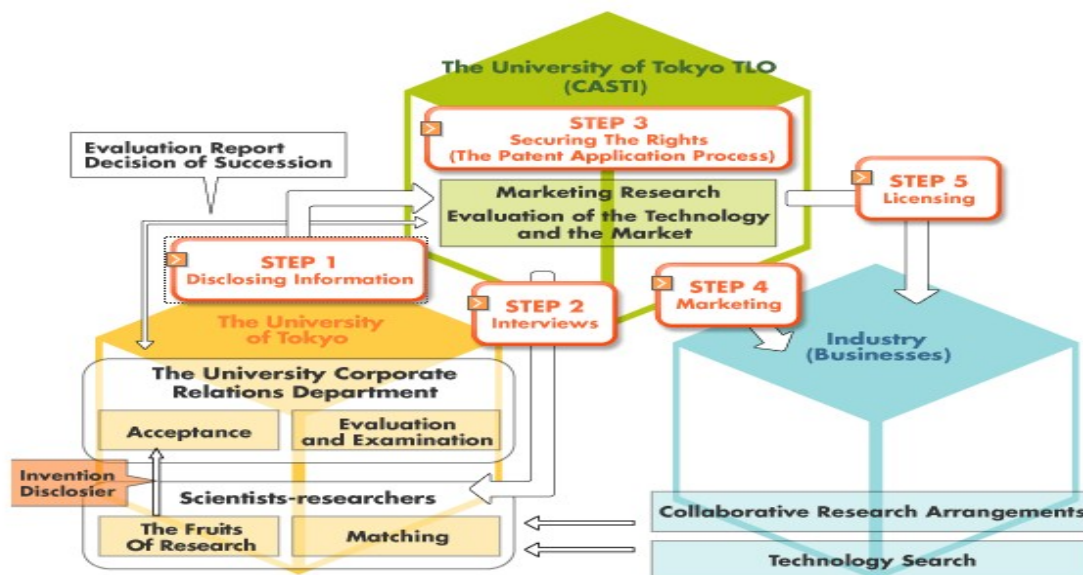 The University of Tokyo TLO
(CASTI)
STEP 3
Securing The Rights
(The Patent Application Process)
Evaluation Report
Decision of Succession
Marketing Research
Evaluation of the Technology
and the Market
STEP 5
Licensing
STEP 1
Disclosing Information
STEP 2
Interviews
STEP 4
Marketing
The University
of Tokyo
Industry
(Businesses)
The University Corporate
Relations Department
Acceptance
Evaluation
and Examination
Invention
Disclosier
Scientists-researchers
The Fruits
Of Research
Matching
Collaborative Research Arrangements
Technology Search